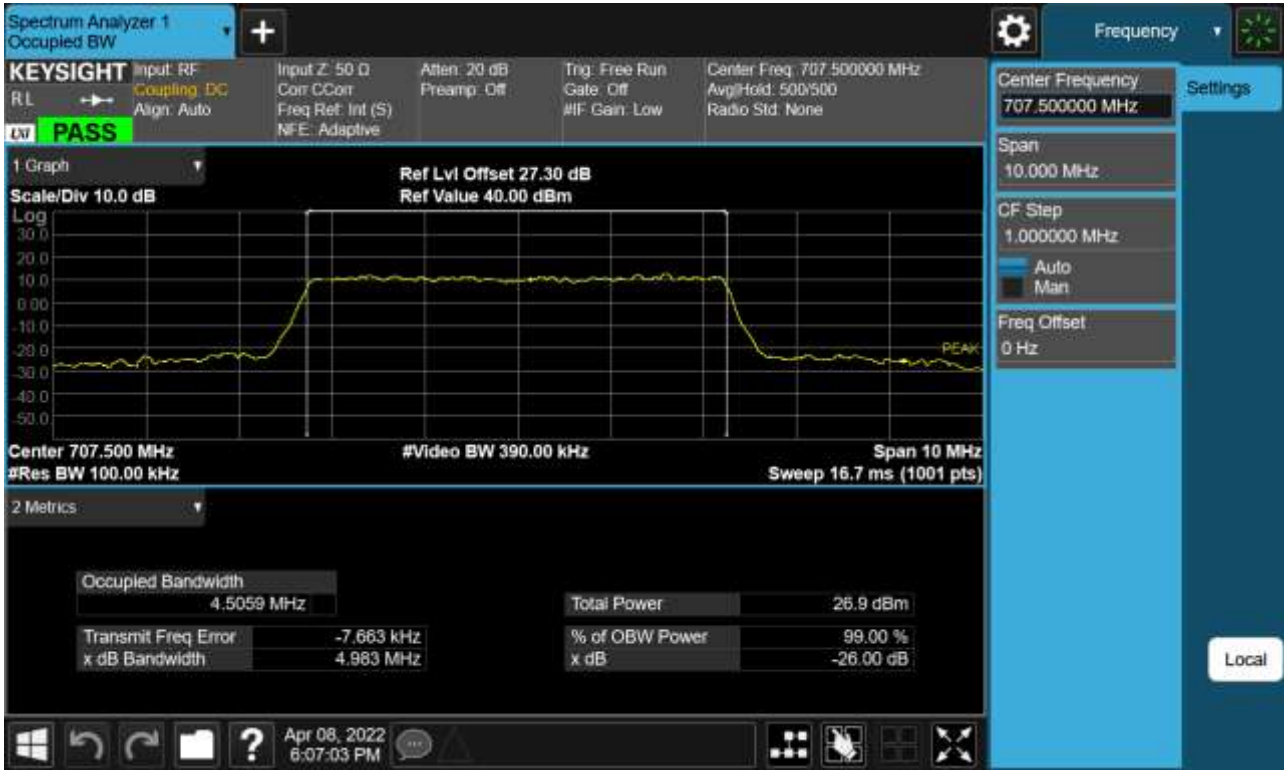 Spectrum Analyzer 1
Occupied BW
+
Frequency
KEYSIGHT
RL
LXI
PASS
Input: RF
Coupling: DC
Align: Auto
Input Z: 50 Ω
Corr CCorr
Freq Ref: Int (S)
NFE: Adaptive
Atten: 20 dB
Preamp: Off
Trig: Free Run
Gate: Off
#IF Gain: Low
Center Freq: 707.500000 MHz
Avg|Hold: 500/500
Radio Std: None
Center Frequency
707.500000 MHz
Settings
Span
10.000 MHz
CF Step
1.000000 MHz
Auto
Man
Freq Offset
0 Hz
Local
1 Graph
Scale/Div 10.0 dB
Ref Lvl Offset 27.30 dB
Ref Value 40.00 dBm
Log
30.0
20.0
10.0
0.00
-10.0
-20.0
-30.0
-40.0
-50.0
PEAK
Center 707.500 MHz
#Video BW 390.00 kHz
Span 10 MHz
#Res BW 100.00 kHz
Sweep 16.7 ms (1001 pts)
2 Metrics
Occupied Bandwidth
4.5059 MHz
Total Power 26.9 dBm
Transmit Freq Error -7.663 kHz
% of OBW Power 99.00 %
x dB Bandwidth 4.983 MHz
x dB -26.00 dB
?
Apr 08, 2022
6:07:03 PM